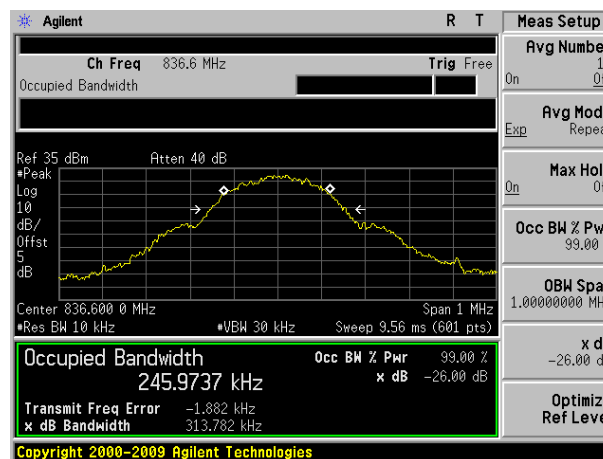 Agilent R T
Ch Freq 836.6 MHz Trig Free
Occupied Bandwidth
Ref 35 dBm Atten 40 dB
#Peak
Log
10
dB/
Offst
5
dB
Center 836.600 0 MHz Span 1 MHz
#Res BW 10 kHz #VBW 30 kHz Sweep 9.56 ms (601 pts)
Occupied Bandwidth Occ BW % Pwr 99.00 %
245.9737 kHz x dB -26.00 dB
Transmit Freq Error -1.882 kHz
x dB Bandwidth 313.782 kHz
Copyright 2000-2009 Agilent Technologies
Meas Setup
Avg Numbe
1
On O
Avg Mod
Exp Repea
Max Hol
On O
Occ BW % Pw
99.00
OBW Spa
1.00000000 MH
x d
-26.00 d
Optimiz
Ref Leve